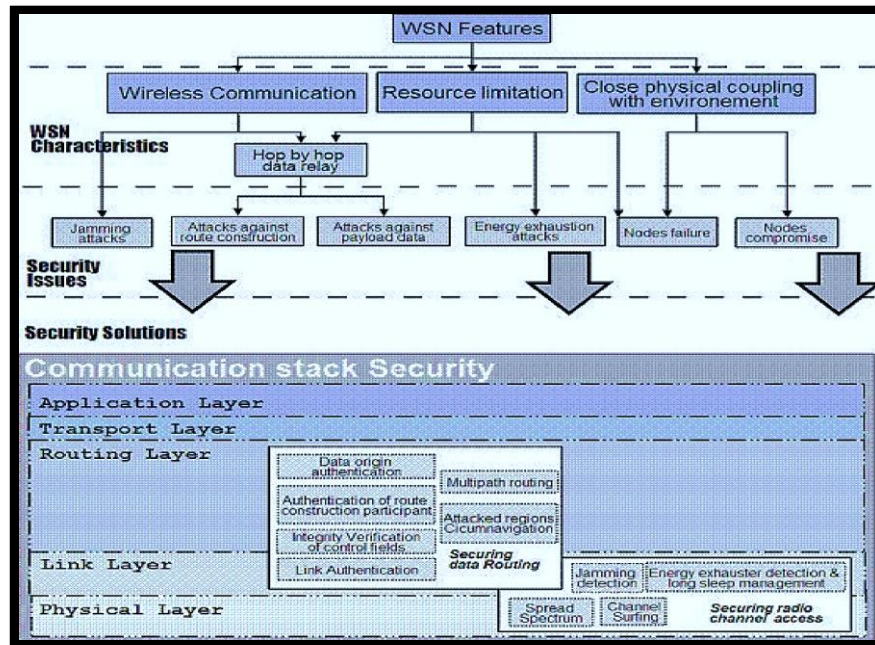 WSN Features
Wireless Communication
Resource limitation
Close physical coupling
with environement
WSN
Characteristics
Hop by hop
data relay
Jamming
attacks
Attacks against
route construction
Attacks against
payload data
Energy exhaustion
attacks
Nodes failure
Nodes
compromise
Security
Issues
Security Solutions
Communication stack Security
Application Layer
Transport Layer
Routing Layer
Data origin
authentication
Multipath routing
Authentication of route
construction participant
Attacked regions
Cicumnavigation
Integrity Verification
of control fields
Securing
data Routing
Link Authentication
Link Layer
Jamming
detection
Energy exhauster detection &
long sleep management
Physical Layer
Spread
Spectrum
Channel
Surfing
Securing radio
channel access